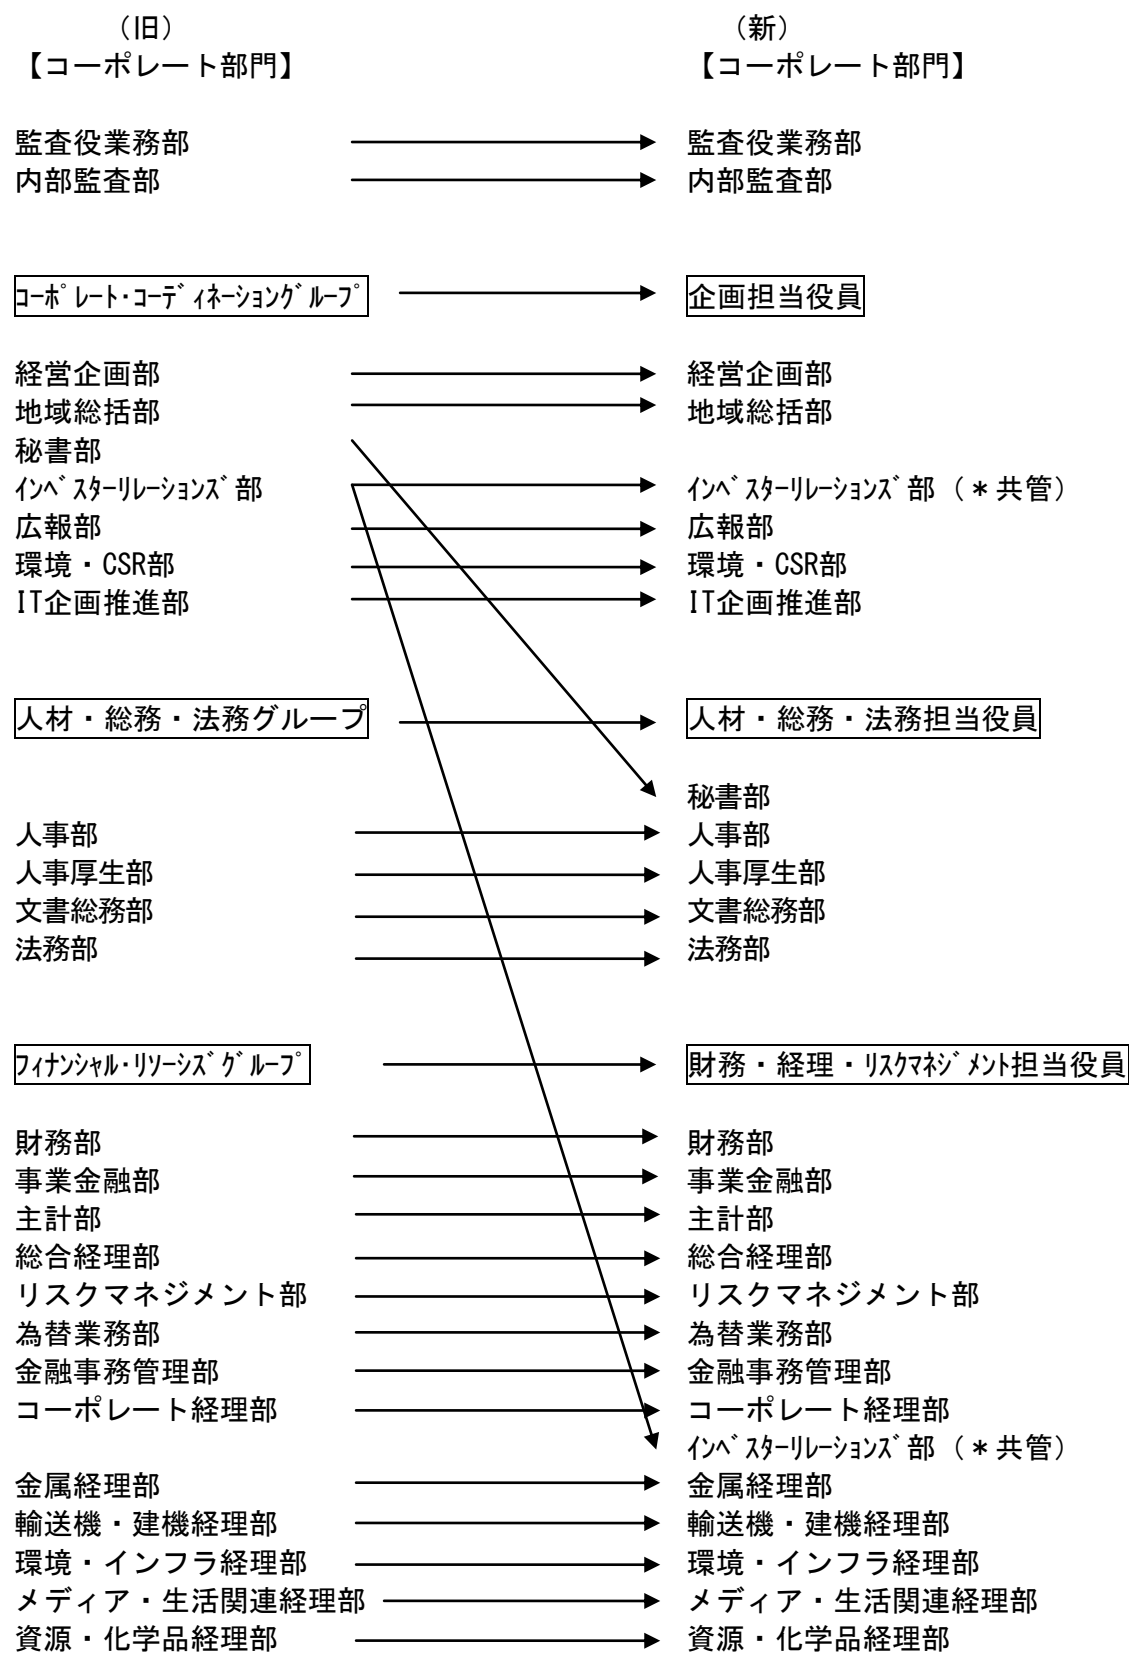 （旧） （新）
【コーポレート部門】 【コーポレート部門】
監査役業務部 監査役業務部
内部監査部 内部監査部
ｺｰﾎﾟﾚｰﾄ･ｺｰﾃﾞｨﾈｰｼｮﾝｸﾞﾙｰﾌﾟ 企画担当役員
経営企画部 経営企画部
地域総括部 地域総括部
秘書部
ｲﾝﾍﾞｽﾀｰﾘﾚｰｼｮﾝｽﾞ部 ｲﾝﾍﾞｽﾀｰﾘﾚｰｼｮﾝｽﾞ部（＊共管）
広報部 広報部
環境・CSR部 環境・CSR部
IT企画推進部 IT企画推進部
人材・総務・法務グループ 人材・総務・法務担当役員
秘書部
人事部 人事部
人事厚生部 人事厚生部
文書総務部 文書総務部
法務部 法務部
ﾌｨﾅﾝｼｬﾙ･ﾘｿｰｼｽﾞｸﾞﾙｰﾌﾟ 財務・経理・ﾘｽｸﾏﾈｼﾞﾒﾝﾄ担当役員
財務部 財務部
事業金融部 事業金融部
主計部 主計部
総合経理部 総合経理部
リスクマネジメント部 リスクマネジメント部
為替業務部 為替業務部
金融事務管理部 金融事務管理部
コーポレート経理部 コーポレート経理部
ｲﾝﾍﾞｽﾀｰﾘﾚｰｼｮﾝｽﾞ部（＊共管）
金属経理部 金属経理部
輸送機・建機経理部 輸送機・建機経理部
環境・インフラ経理部 環境・インフラ経理部
メディア・生活関連経理部 メディア・生活関連経理部
資源・化学品経理部 資源・化学品経理部